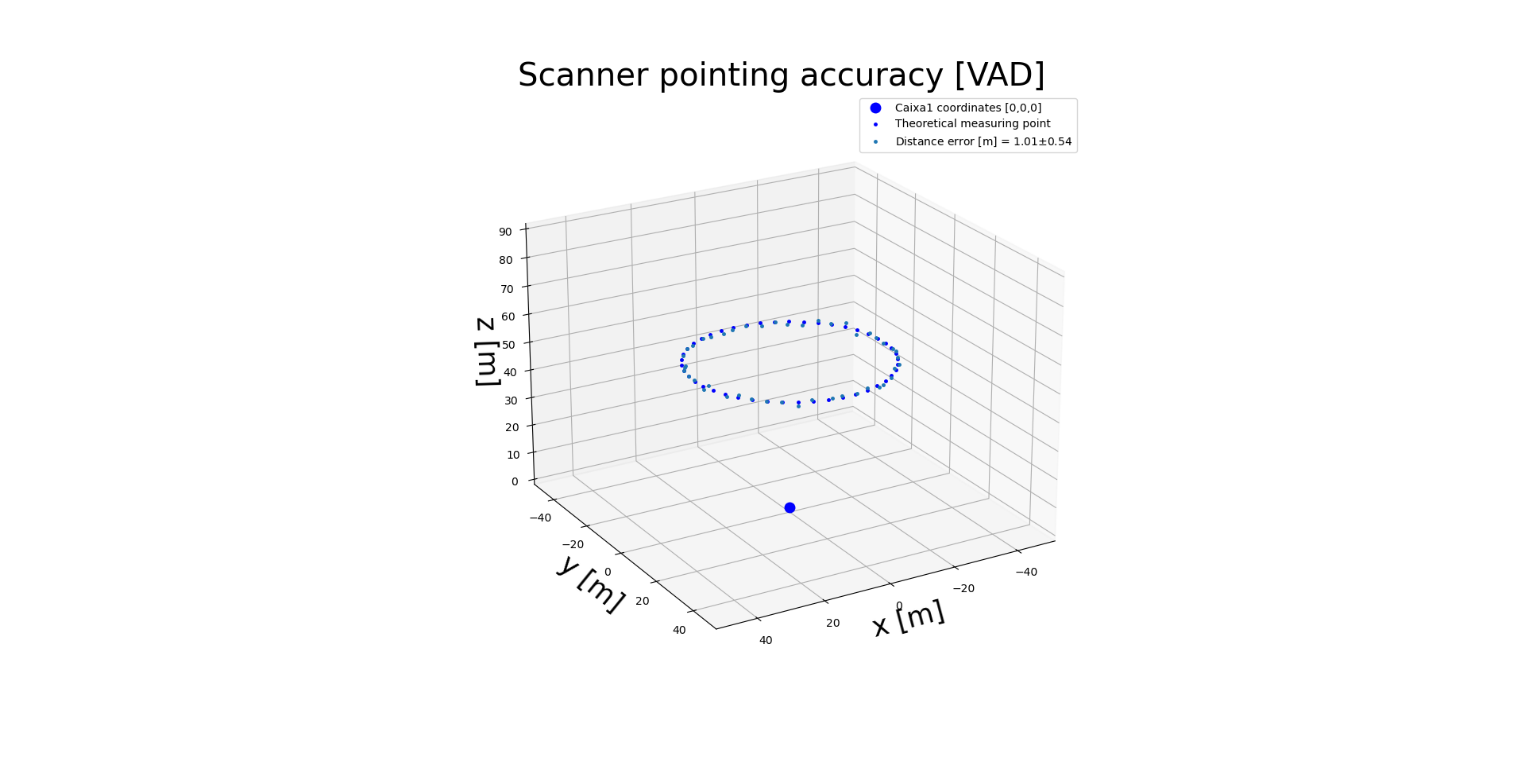 Scanner pointing accuracy [VAD]
Caixa1 coordinates [0,0,0]
Theoretical measuring point
Distance error [m] = 1.01±0.54
90
80
70
60
50
40
30
20
10
0
z [m]
−40
−20
0
20
40
y [m]
40
20
0
−20
−40
x [m]